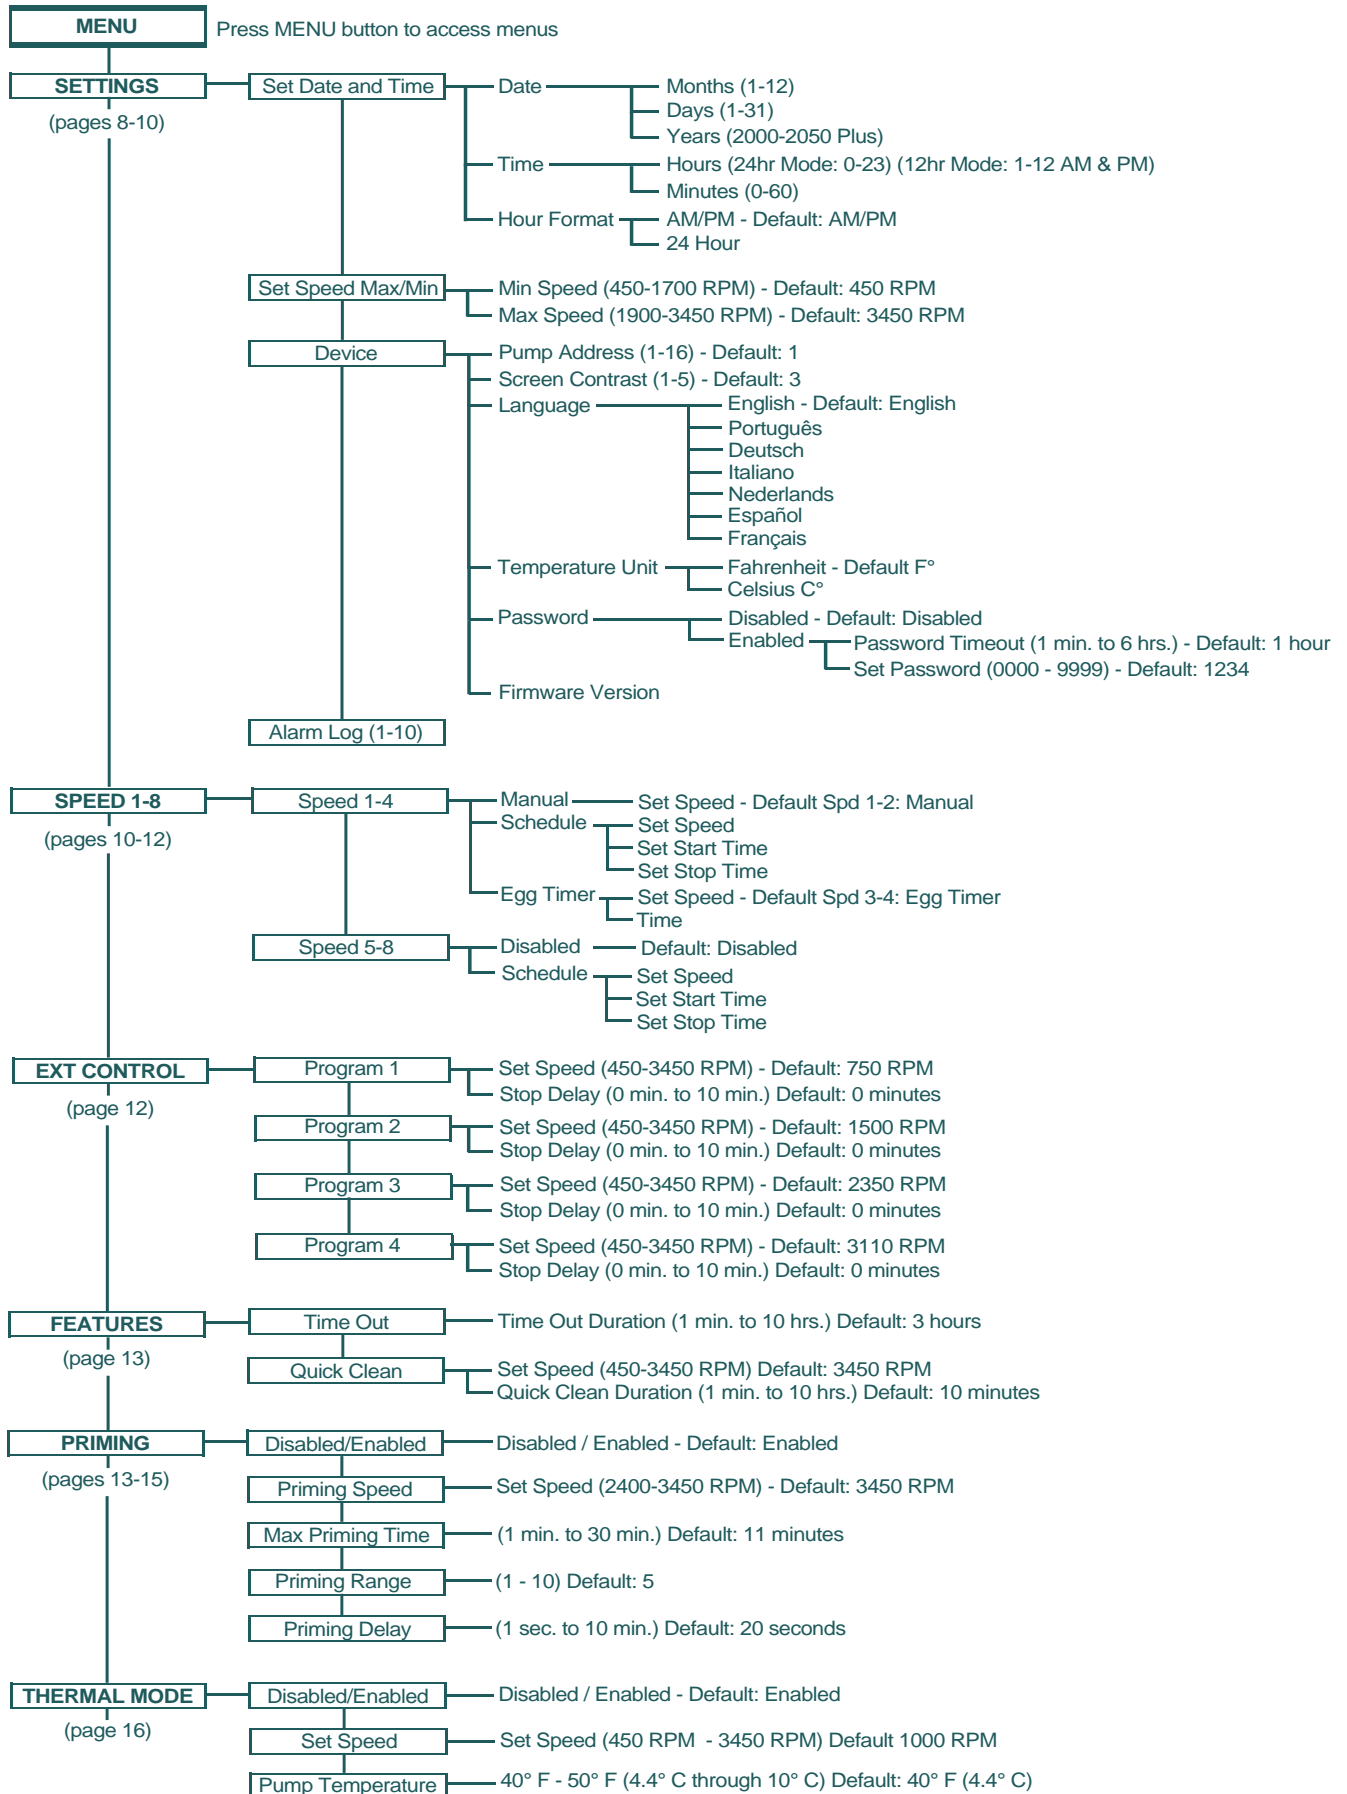 MENU Press MENU button to access menus
SETTINGS Set Date and Time Date Months (1-12)
Days (1-31)
(pages 8-10)
Years (2000-2050 Plus)
Time Hours (24hr Mode: 0-23) (12hr Mode: 1-12 AM & PM)
Minutes (0-60)
Hour Format AM/PM - Default: AM/PM
24 Hour
Set Speed Max/Min Min Speed (450-1700 RPM) - Default: 450 RPM
Max Speed (1900-3450 RPM) - Default: 3450 RPM
Device Pump Address (1-16) - Default: 1
Screen Contrast (1-5) - Default: 3
Language English - Default: English
Português
Deutsch
Italiano
Nederlands
Español
Français
Temperature Unit Fahrenheit - Default F°
Celsius C°
Password Disabled - Default: Disabled
Enabled Password Timeout (1 min. to 6 hrs.) - Default: 1 hour
Set Password (0000 - 9999) - Default: 1234
Firmware Version
Alarm Log (1-10)
SPEED 1-8 Speed 1-4 Manual Set Speed - Default Spd 1-2: Manual
Schedule Set Speed
(pages 10-12)
Set Start Time
Set Stop Time
Egg Timer Set Speed - Default Spd 3-4: Egg Timer
Time
Speed 5-8 Disabled Default: Disabled
Schedule Set Speed
Set Start Time
Set Stop Time
EXT CONTROL Program 1 Set Speed (450-3450 RPM) - Default: 750 RPM
Stop Delay (0 min. to 10 min.) Default: 0 minutes
(page 12)
Program 2 Set Speed (450-3450 RPM) - Default: 1500 RPM
Stop Delay (0 min. to 10 min.) Default: 0 minutes
Program 3 Set Speed (450-3450 RPM) - Default: 2350 RPM
Stop Delay (0 min. to 10 min.) Default: 0 minutes
Program 4 Set Speed (450-3450 RPM) - Default: 3110 RPM
Stop Delay (0 min. to 10 min.) Default: 0 minutes
FEATURES Time Out Time Out Duration (1 min. to 10 hrs.) Default: 3 hours
(page 13)
Quick Clean Set Speed (450-3450 RPM) Default: 3450 RPM
Quick Clean Duration (1 min. to 10 hrs.) Default: 10 minutes
PRIMING Disabled/Enabled Disabled / Enabled - Default: Enabled
(pages 13-15)
Priming Speed Set Speed (2400-3450 RPM) - Default: 3450 RPM
Max Priming Time (1 min. to 30 min.) Default: 11 minutes
Priming Range (1 - 10) Default: 5
Priming Delay (1 sec. to 10 min.) Default: 20 seconds
THERMAL MODE Disabled/Enabled Disabled / Enabled - Default: Enabled
(page 16)
Set Speed Set Speed (450 RPM - 3450 RPM) Default 1000 RPM
Pump Temperature 40° F - 50° F (4.4° C through 10° C) Default: 40° F (4.4° C)